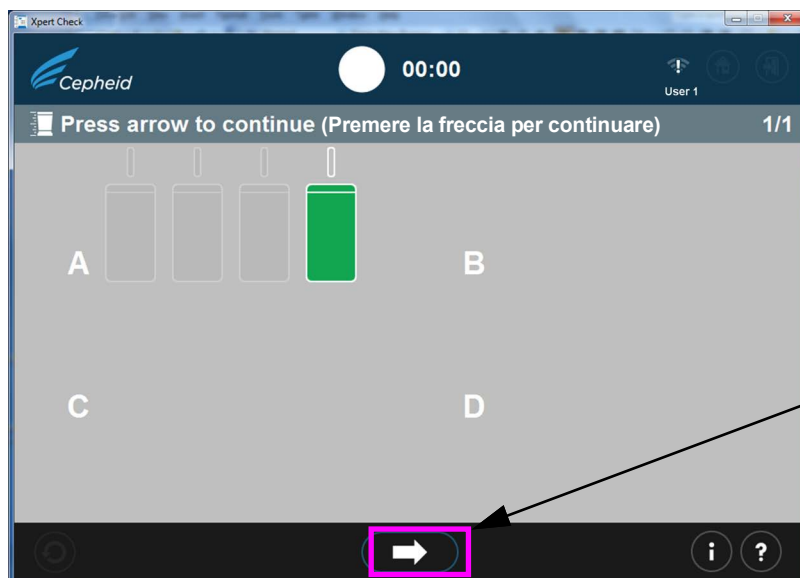 Xpert Check
Cepheid
00:00
User 1
Press arrow to continue (Premere la freccia per continuare) 1/1
A
B
C
D
i ?